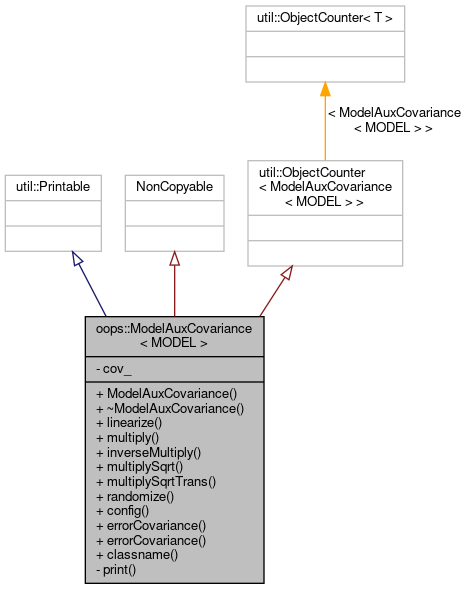 util::ObjectCounter< T >
< ModelAuxCovariance
< MODEL > >
util::Printable
NonCopyable
util::ObjectCounter
< ModelAuxCovariance
< MODEL > >
oops::ModelAuxCovariance
< MODEL >
- cov_
+ ModelAuxCovariance()
+ ~ModelAuxCovariance()
+ linearize()
+ multiply()
+ inverseMultiply()
+ multiplySqrt()
+ multiplySqrtTrans()
+ randomize()
+ config()
+ errorCovariance()
+ errorCovariance()
+ classname()
- print()